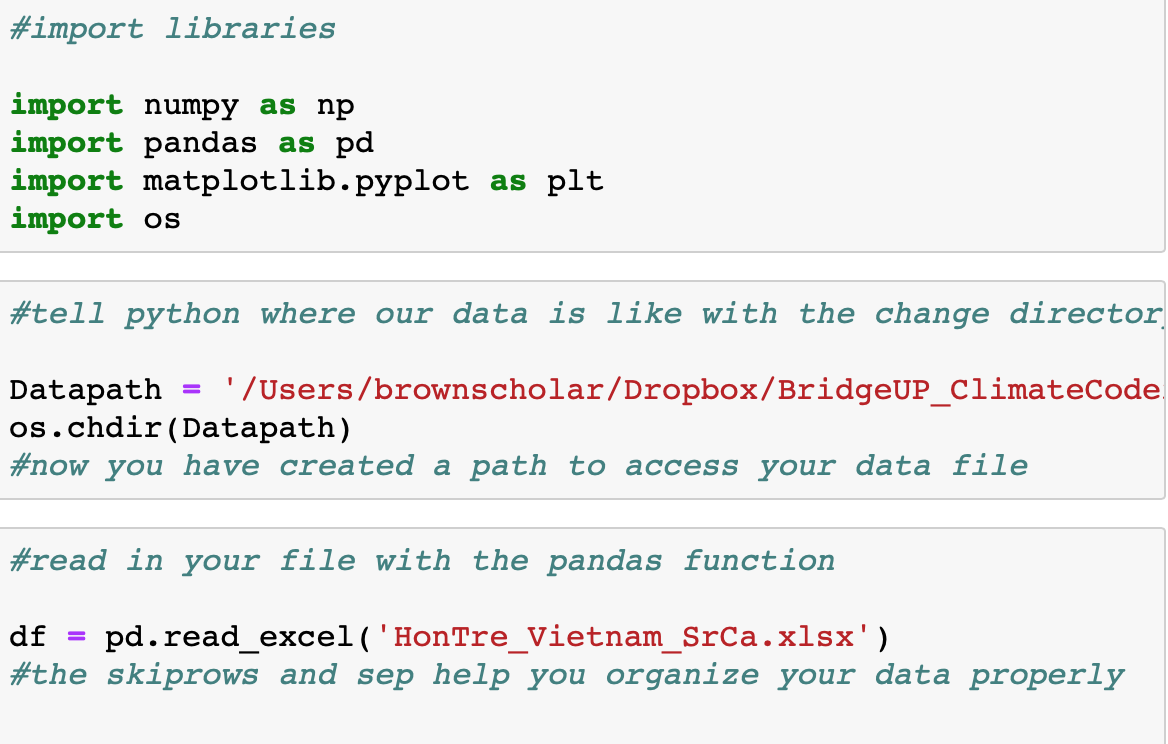 #import libraries
import numpy as np
import pandas as pd
import matplotlib.pyplot as plt
import os
#tell python where our data is like with the change director
Datapath = '/Users/brownscholar/Dropbox/BridgeUP_ClimateCode
os.chdir(Datapath)
#now you have created a path to access your data file
#read in your file with the pandas function
df = pd.read_excel('HonTre_Vietnam_SrCa.xlsx')
#the skiprows and sep help you organize your data properly